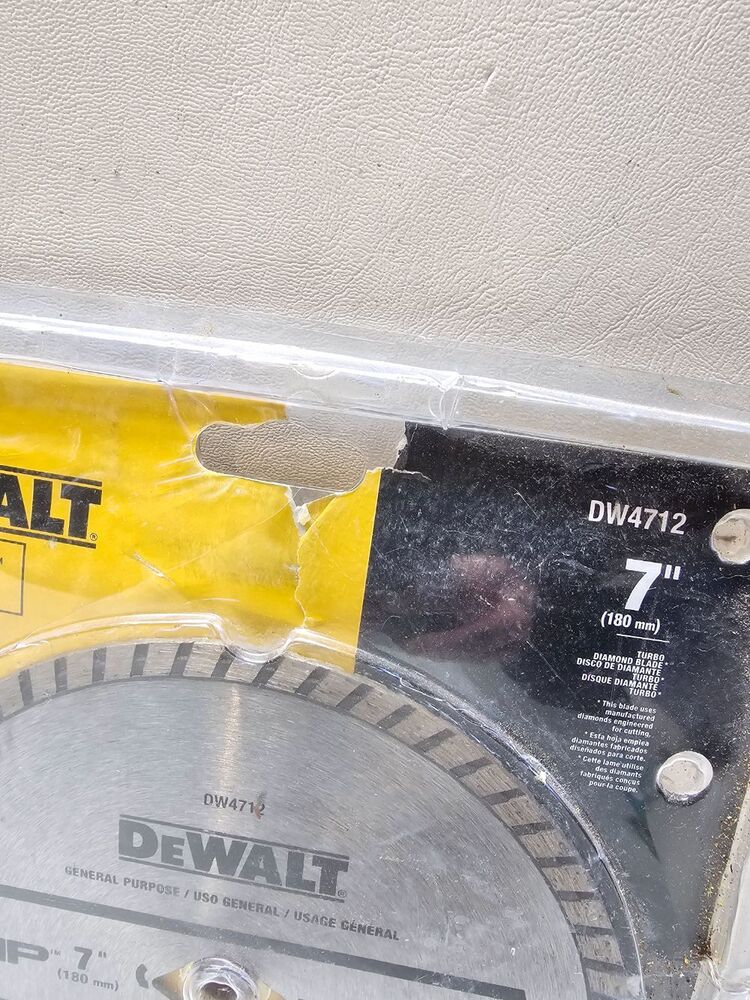 ALT®
DW4712
7"
(180 mm)
TURBO
DIAMOND BLADE*
DISCO DE DIAMANTE
TURBO*
DISQUE DIAMANTÉ
TURBO*
* This blade uses
manufactured
diamonds engineered
for cutting.
* Esta hoja emplea
diamantes fabricados
diseñados para corte.
* Cette lame utilise
des diamants
fabriqués conçus
pour la coupe.
DW4712
DEWALT®
GENERAL PURPOSE / USO GENERAL / USAGE GÉNÉRAL
HP™ 7"
(180 mm)